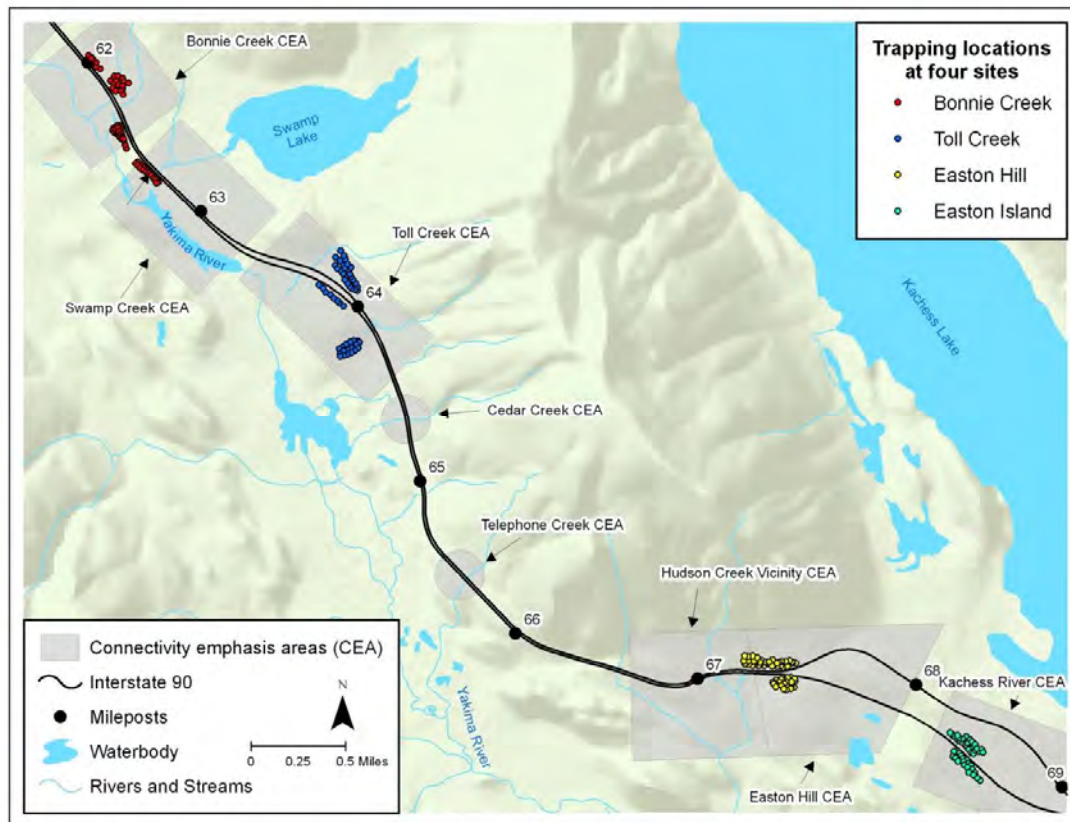 62
Bonnie Creek CEA
Swamp
Lake
63
Yakima River
Swamp Creek CEA
Toll Creek CEA
64
Cedar Creek CEA
65
Telephone Creek CEA
66
Yakima River
Hudson Creek Vicinity CEA
67
68
Kachess River CEA
69
Easton Hill CEA
Kachess Lake
Trapping locations
at four sites
Bonnie Creek
Toll Creek
Easton Hill
Easton Island
Connectivity emphasis areas (CEA)
Interstate 90
Mileposts
Waterbody
Rivers and Streams
N
0 0.25 0.5 Miles